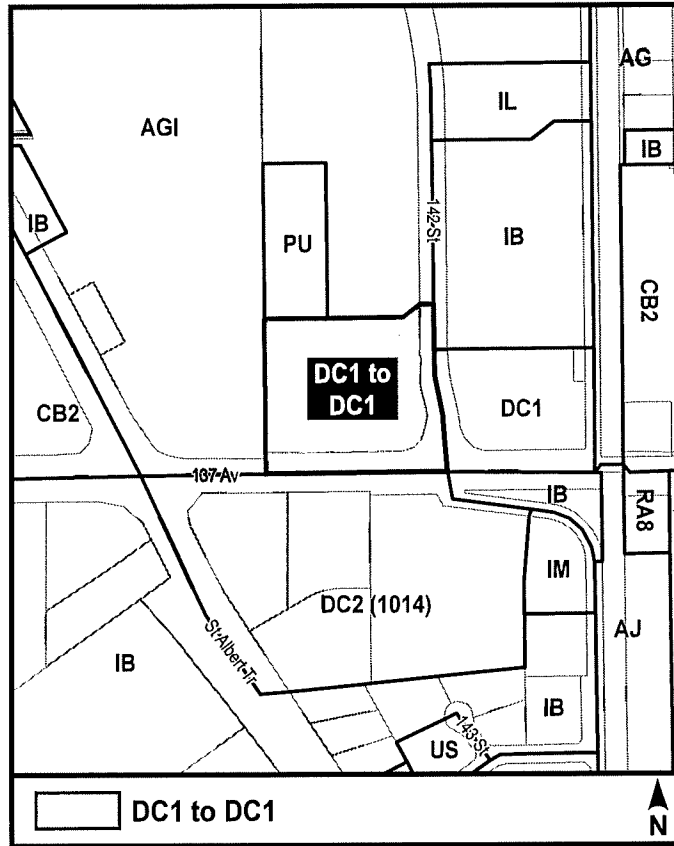 AG
IL
AGI
IB
IB
142 St
PU
IB
CB2
DC1 to
DC1
DC1
CB2
137 Av
IB
RA8
IM
DC2 (1014)
AJ
St Albert Tr
IB
IB
143 St
US
DC1 to DC1
N